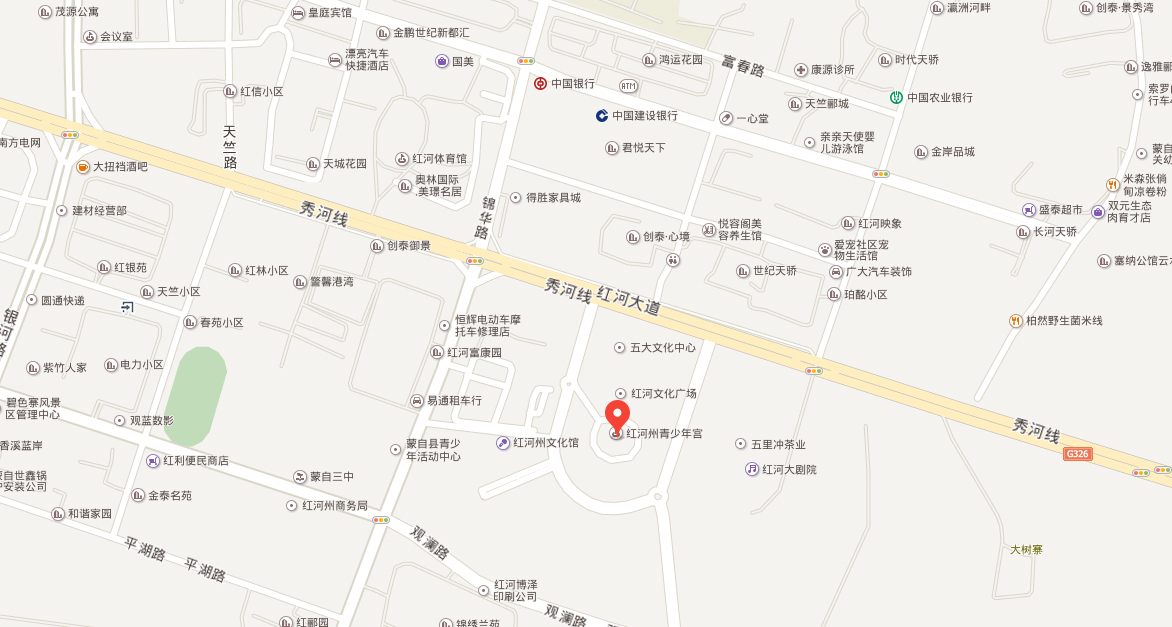 茂源公寓
皇庭宾馆
瀛洲河畔
创泰·景秀湾
会议室
金鹏世纪新都汇
漂亮汽车
快捷酒店
国美
鸿运花园
富春路
康源诊所
时代天骄
红信小区
中国银行
ATM
中国农业银行
天竺郦城
中国建设银行
一心堂
天竺路
大扭裆酒吧
天城花园
红河体育馆
君悦天下
亲亲天使婴
儿游泳馆
金岸品城
奥林国际
美璟名居
米淼张俏
甸凉卷粉
建材经营部
秀河线
锦华路
得胜家具城
盛泰超市
双元生态
肉育才店
创泰御景
创泰·心境
悦容阁美
容养生馆
红河映象
长河天骄
爱宠社区宠
物生活馆
红银苑
红林小区
警馨港湾
世纪天骄
广大汽车装饰
圆通快递
天竺小区
秀河线
红河大道
珀韶小区
银河路
春苑小区
恒辉电动车摩
托车修理店
柏然野生菌米线
紫竹人家
电力小区
红河富康园
五大文化中心
碧色寨风景
区管理中心
观蓝数影
易通租车行
红河文化广场
香溪蓝岸
红利便民商店
蒙自县青少
年活动中心
红河州文化馆
红河州青少年宫
五里冲茶业
秀河线
G326
蒙自三中
红河大剧院
金泰名苑
红河州商务局
和谐家园
平湖路
平湖路
观澜路
大树寨
红河博泽
印刷公司
观澜路
红郦园
锦绣兰苑